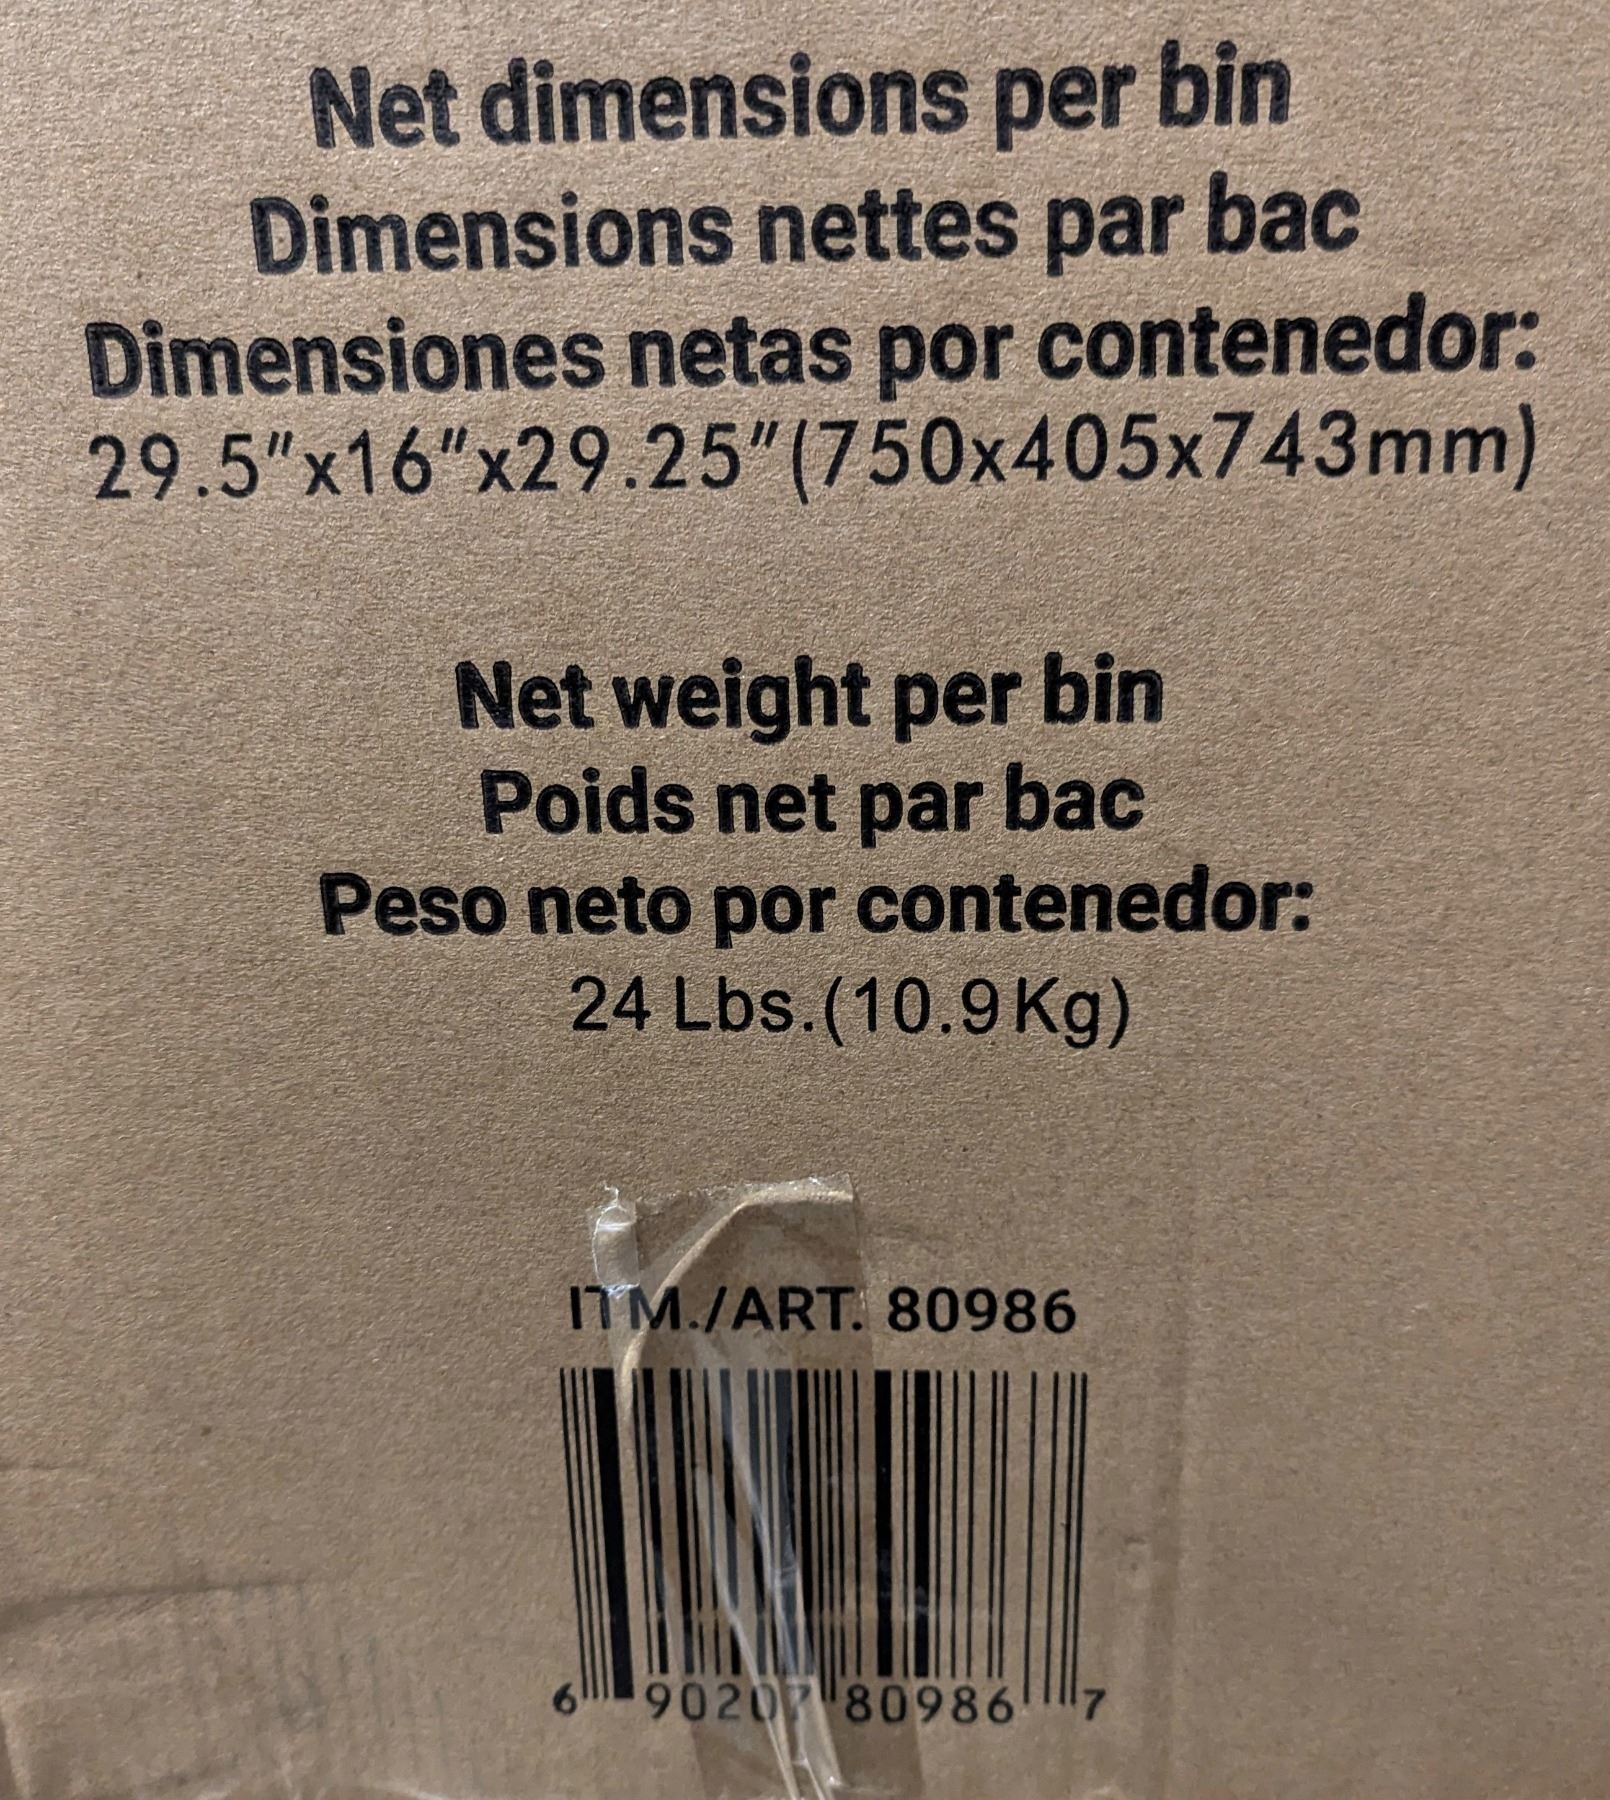 Net dimensions per bin
Dimensions nettes par bac
Dimensiones netas por contenedor:
29.5"x16"x29.25"(750x405x743mm)
Net weight per bin
Poids net par bac
Peso neto por contenedor:
24 Lbs.(10.9Kg)
ITM./ART. 80986
6 90207 80986 7